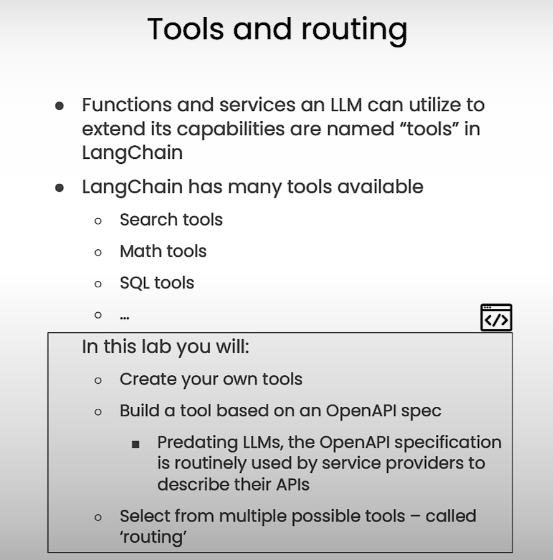 Tools and routing
● Functions and services an LLM can utilize to
extend its capabilities are named “tools” in
LangChain
● LangChain has many tools available
○ Search tools
○ Math tools
○ SQL tools
○ ...
</>
In this lab you will:
○ Create your own tools
○ Build a tool based on an OpenAPI spec
■ Predating LLMs, the OpenAPI specification
is routinely used by service providers to
describe their APIs
○ Select from multiple possible tools – called
‘routing’